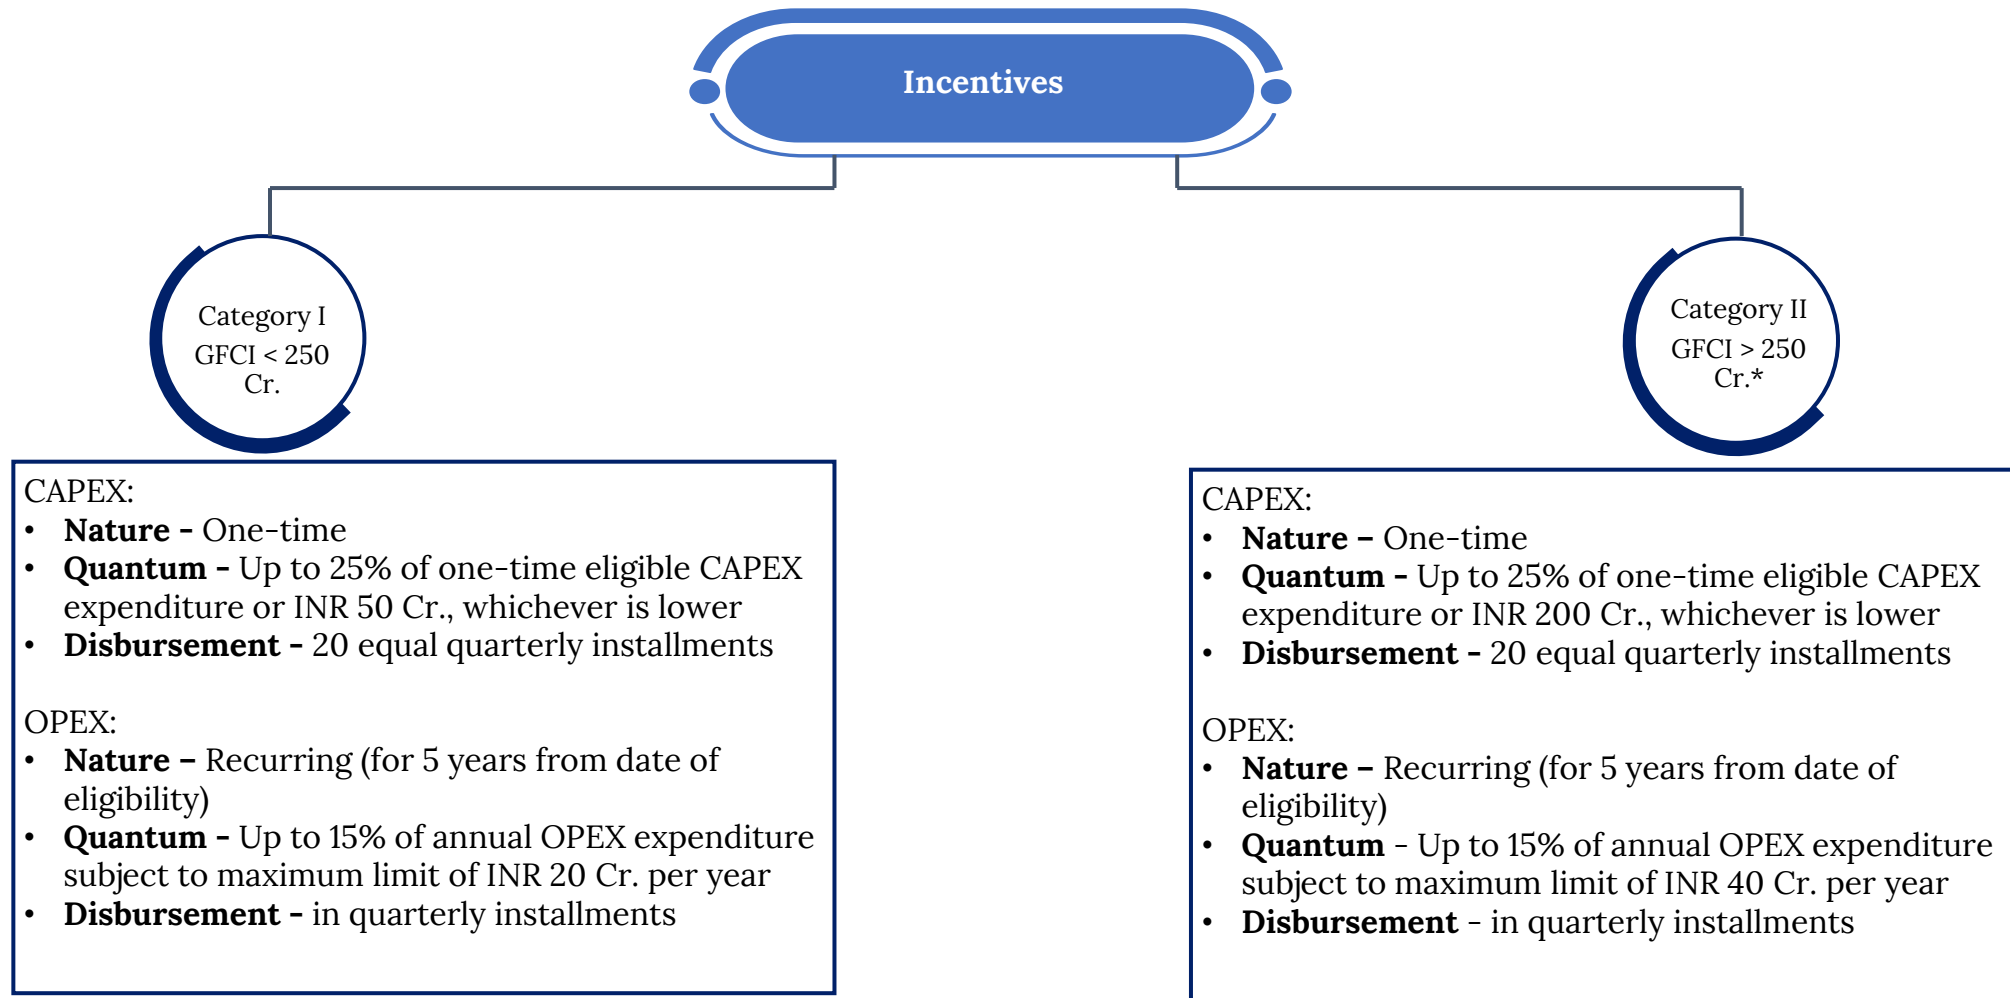 Incentives
Category I
GFCI < 250
Cr.
CAPEX:
• Nature - One-time
• Quantum - Up to 25% of one-time eligible CAPEX
expenditure or INR 50 Cr., whichever is lower
• Disbursement - 20 equal quarterly installments
OPEX:
• Nature – Recurring (for 5 years from date of
eligibility)
• Quantum - Up to 15% of annual OPEX expenditure
subject to maximum limit of INR 20 Cr. per year
• Disbursement - in quarterly installments
Category II
GFCI > 250
Cr.*
CAPEX:
• Nature – One-time
• Quantum - Up to 25% of one-time eligible CAPEX
expenditure or INR 200 Cr., whichever is lower
• Disbursement - 20 equal quarterly installments
OPEX:
• Nature – Recurring (for 5 years from date of
eligibility)
• Quantum - Up to 15% of annual OPEX expenditure
subject to maximum limit of INR 40 Cr. per year
• Disbursement - in quarterly installments